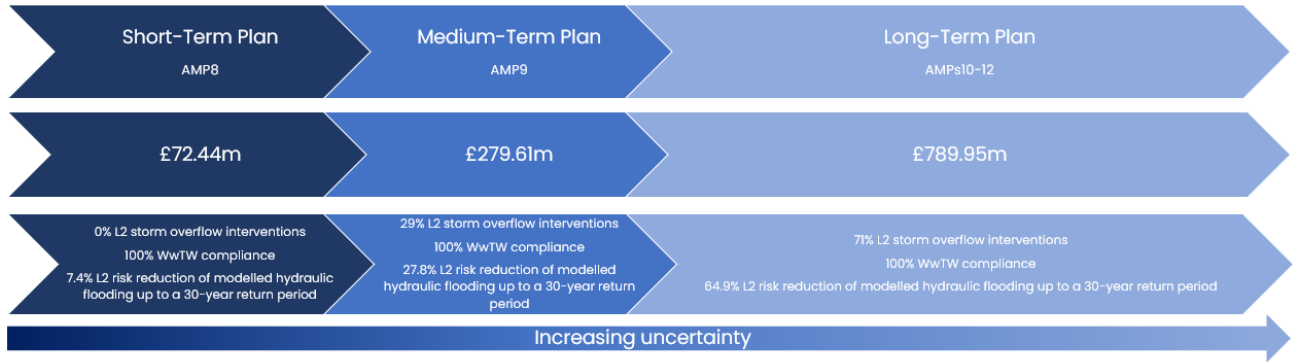 Short-Term Plan
AMP8
Medium-Term Plan
AMP9
Long-Term Plan
AMPs10-12
£72.44m
£279.61m
£789.95m
0% L2 storm overflow interventions
100% WwTW compliance
7.4% L2 risk reduction of modelled hydraulic
flooding up to a 30-year return period
29% L2 storm overflow interventions
100% WwTW compliance
27.8% L2 risk reduction of modelled
hydraulic flooding up to a 30-year return
period
71% L2 storm overflow interventions
100% WwTW compliance
64.9% L2 risk reduction of modelled hydraulic flooding up to a 30-year return period
Increasing uncertainty